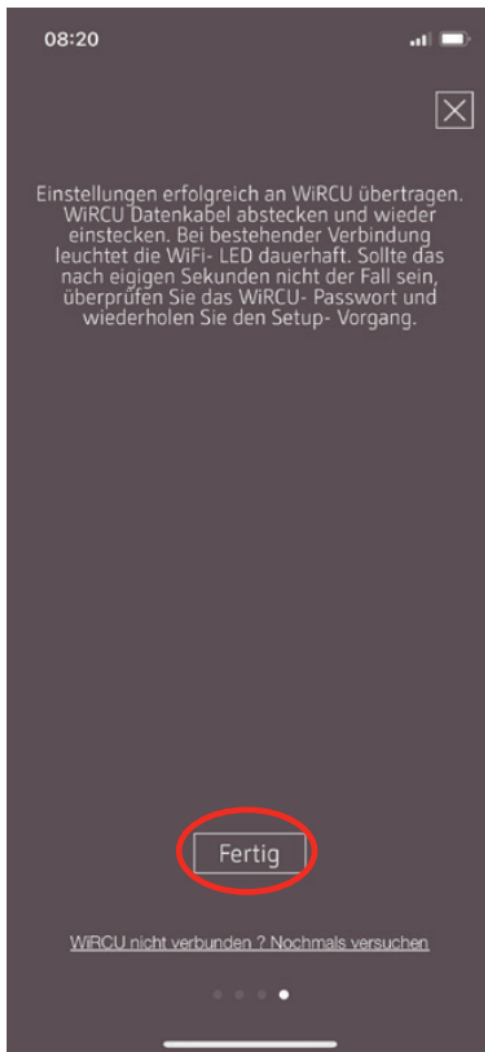 08:20
Einstellungen erfolgreich an WiRCU übertragen.
WiRCU Datenkabel abstecken und wieder
einstecken. Bei bestehender Verbindung
leuchtet die WiFi- LED dauerhaft. Sollte das
nach eigigen Sekunden nicht der Fall sein,
überprüfen Sie das WiRCU- Passwort und
wiederholen Sie den Setup- Vorgang.
Fertig
WiRCU nicht verbunden ? Nochmals versuchen